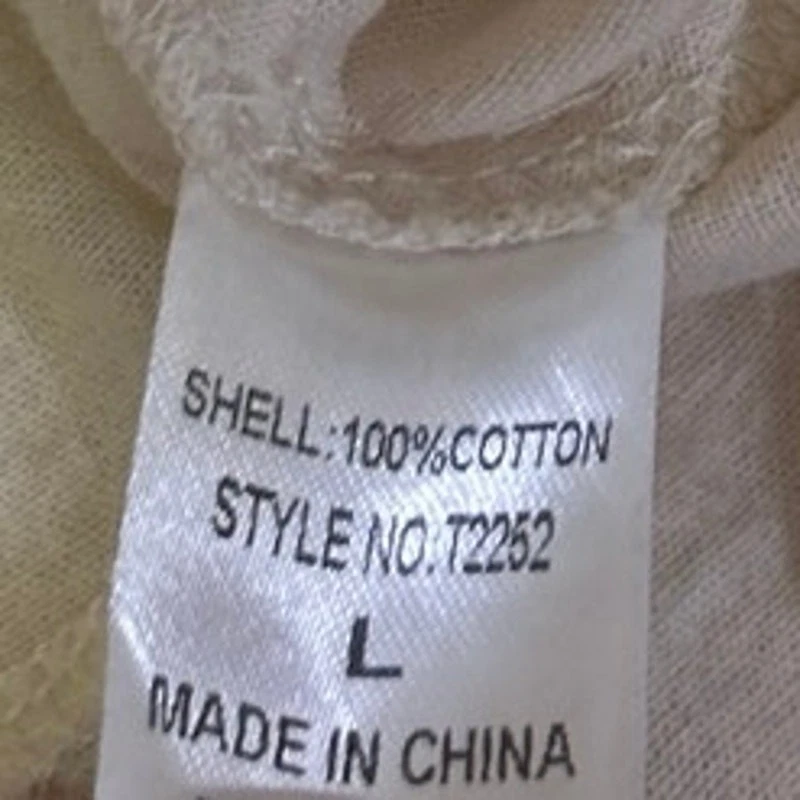 SHELL:100%COTTON
STYLE NO.:T2252
L
MADE IN CHINA